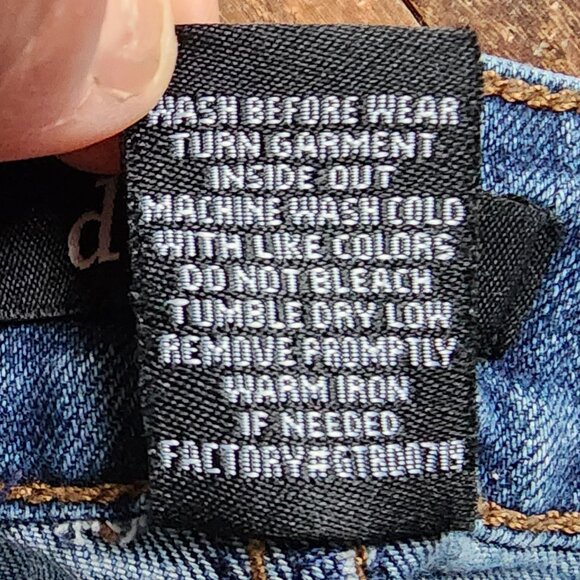 WASH BEFORE WEAR
TURN GARMENT
INSIDE OUT
MACHINE WASH COLD
WITH LIKE COLORS
DO NOT BLEACH
TUMBLE DRY LOW
REMOVE PROMPTLY
WARM IRON
IF NEEDED
d